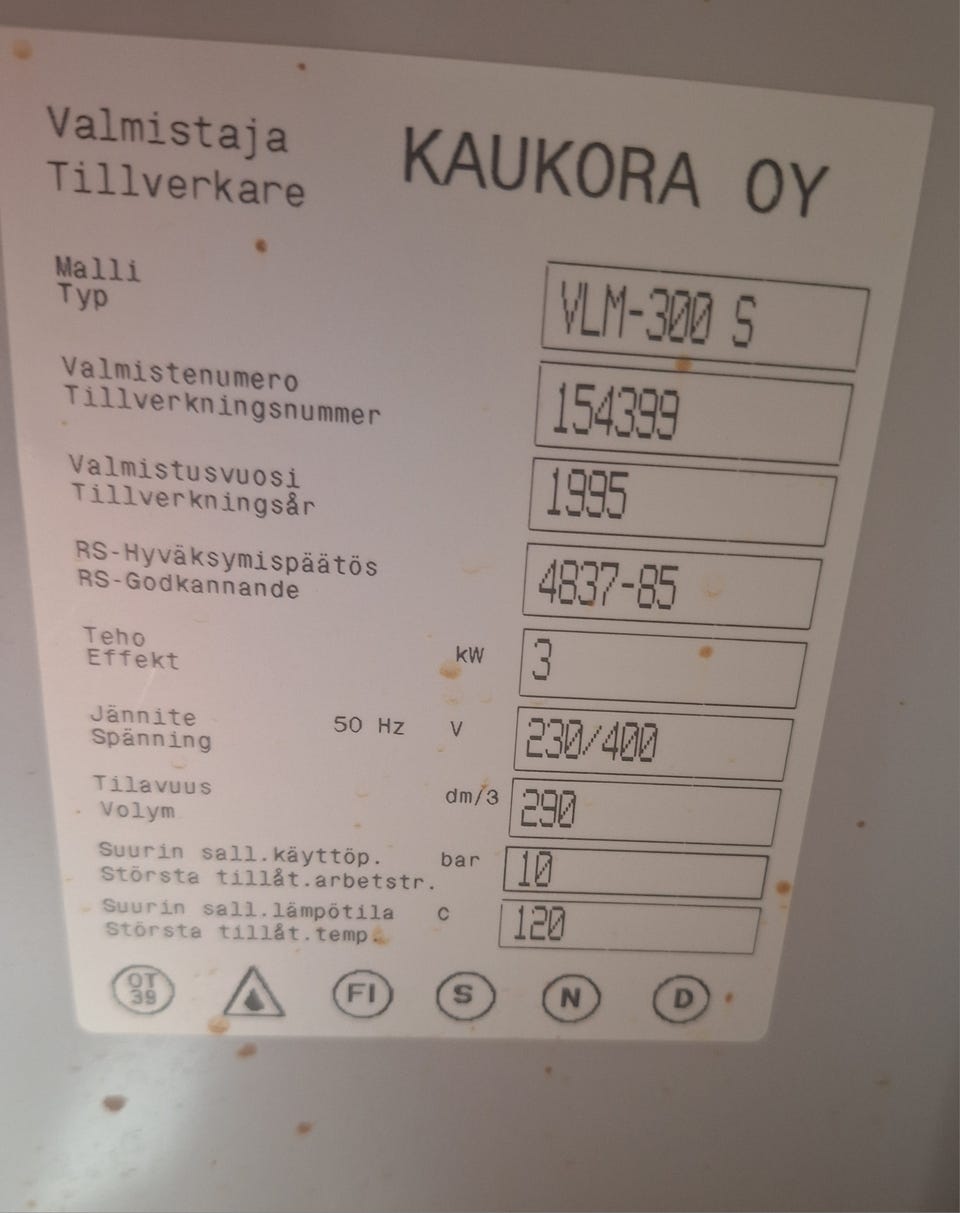 Valmistaja
Tillverkare
KAUKORA OY
Malli
Typ
VLM-300 S
Valmistenumero
Tillverkningsnummer
154399
Valmistusvuosi
Tillverkningsår
1995
RS-Hyväksymispäätös
RS-Godkannande
4837-85
Teho
Effekt
kW
3
Jännite
Spänning
50 Hz V
230/400
Tilavuus
Volym
dm/3
290
Suurin sall.käyttöp.
Största tillåt.arbetstr.
bar
10
Suurin sall.lämpötila
Största tillåt.temp.
C
120
OT
39
FI
S
N
D